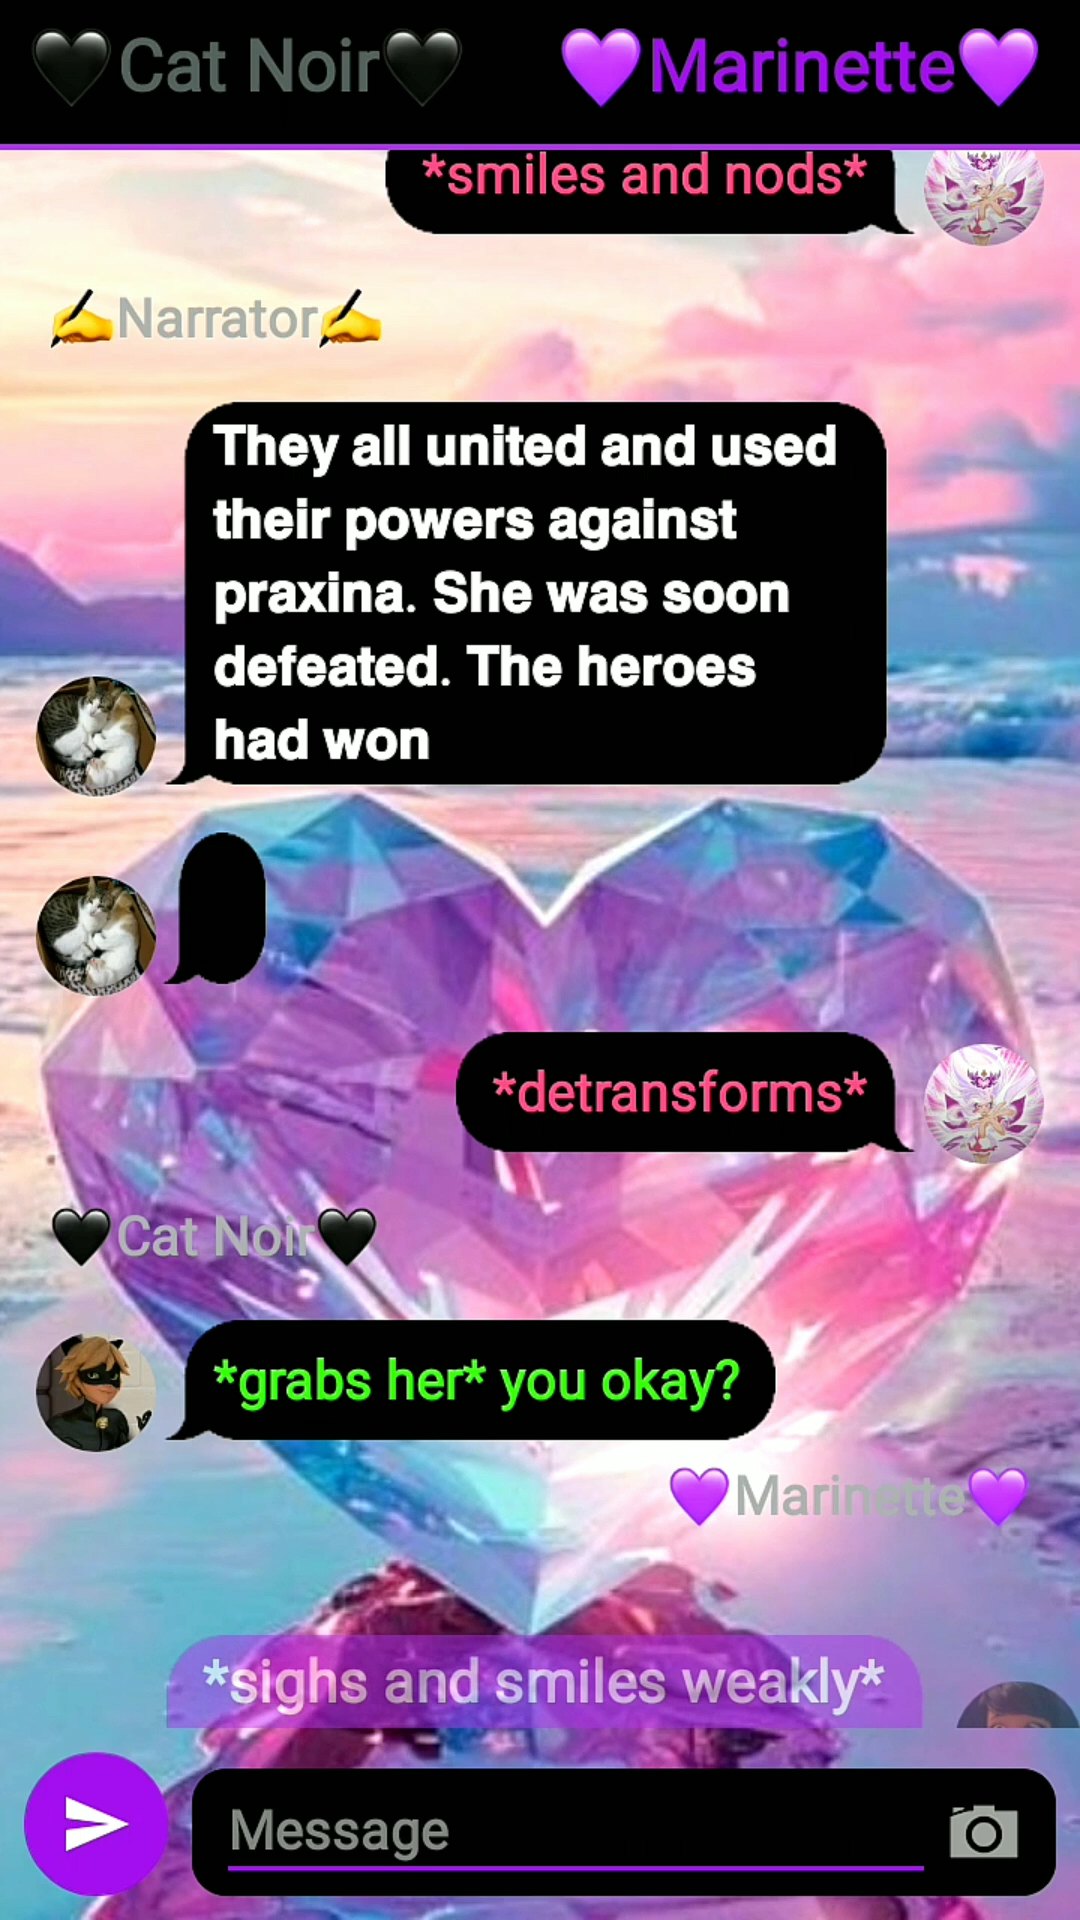 🖤Cat Noir🖤 💜Marinette💜
*smiles and nods*
✍Narrator✍
They all united and used
their powers against
praxina. She was soon
defeated. The heroes
had won
*detransforms*
🖤Cat Noir🖤
*grabs her* you okay?
💜Marinette💜
*sighs and smiles weakly*
Message